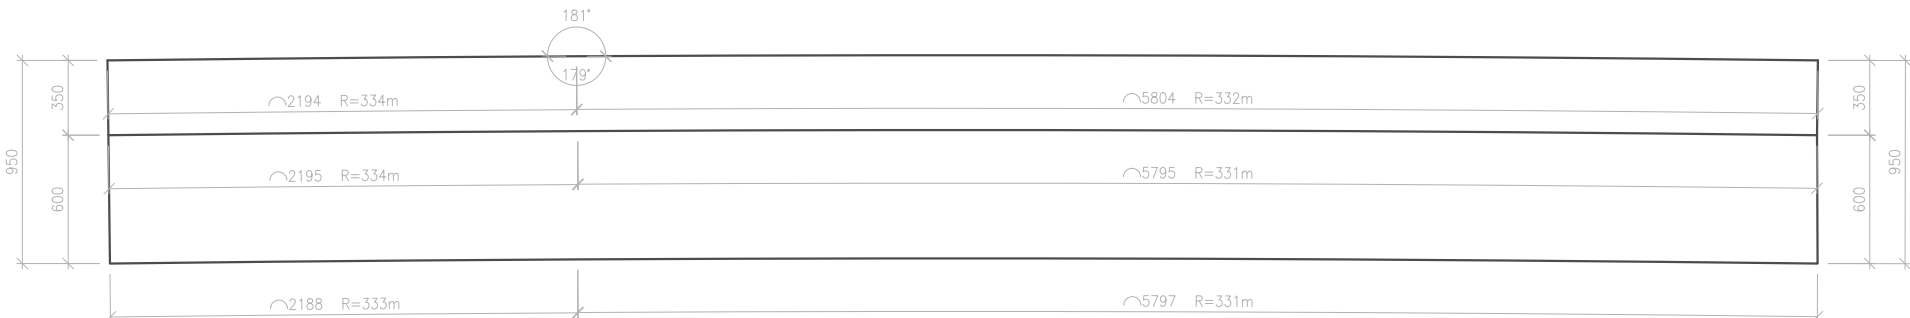 181°
179°
350
⌒2194 R=334m
⌒5804 R=332m
350
950
⌒2195 R=334m
⌒5795 R=331m
950
600
600
⌒2188 R=333m
⌒5797 R=331m